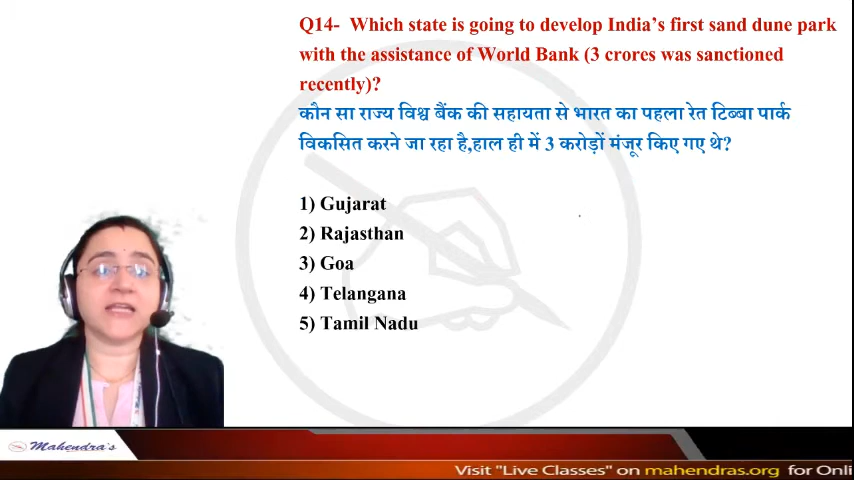 Q14- Which state is going to develop India's first sand dune park
with the assistance of World Bank (3 crores was sanctioned
recently)?
कौन सा राज्य विश्व बैंक की सहायता से भारत का पहला रेत टिब्बा पार्क
विकसित करने जा रहा है,हाल ही में 3 करोड़ों मंजूर किए गए थे?
1) Gujarat
2) Rajasthan
3) Goa
4) Telangana
5) Tamil Nadu
Mahendra's
Visit "Live Classes" on mahendras.org for Onli